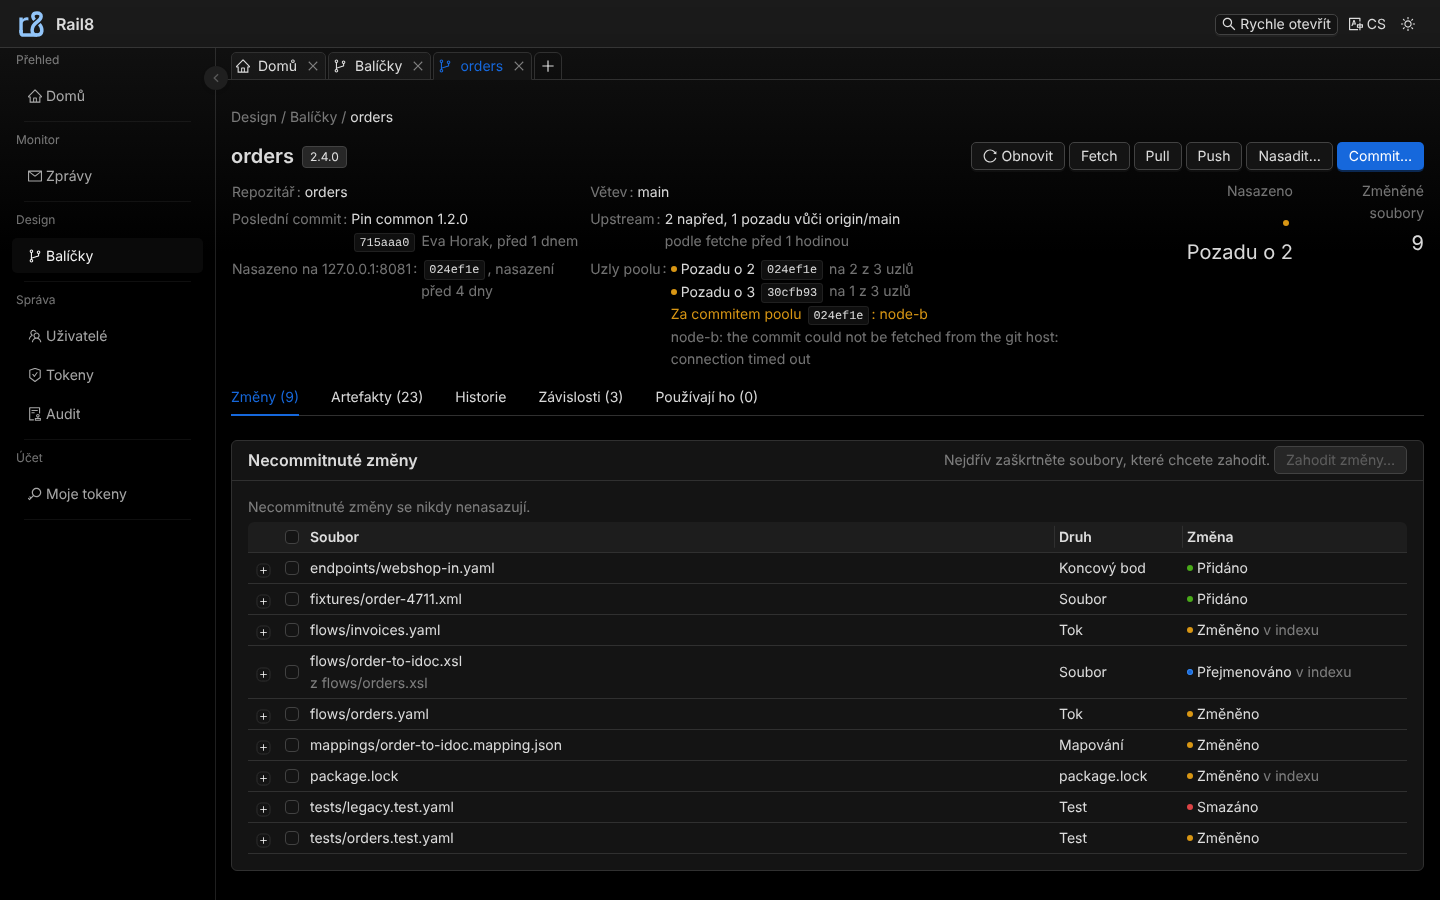 r8 Rail8
Rychle otevřít CS
Přehled
Domů
Monitor
Zprávy
Design
Balíčky
Správa
Uživatelé
Tokeny
Audit
Účet
Moje tokeny
Domů Balíčky orders
Design / Balíčky / orders
orders 2.4.0
Obnovit Fetch Pull Push Nasadit... Commit...
Repozitář: orders
Větev: main
Poslední commit: Pin common 1.2.0
715aaa0 Eva Horak, před 1 dnem
Upstream: 2 napřed, 1 pozadu vůči origin/main
podle fetche před 1 hodinou
Nasazeno na 127.0.0.1:8081: 024ef1e, nasazení
před 4 dny
Uzly poolu: Pozadu o 2 024ef1e na 2 z 3 uzlů
Pozadu o 3 30cfb93 na 1 z 3 uzlů
Za commitem poolu 024ef1e: node-b
node-b: the commit could not be fetched from the git host:
connection timed out
Nasazeno
Pozadu o 2
Změněné
soubory
9
Změny (9) Artefakty (23) Historie Závislosti (3) Používají ho (0)
Necommitnuté změny
Nejdřív zaškrtněte soubory, které chcete zahodit. Zahodit změny...
Necommitnuté změny se nikdy nenasazují.
Soubor Druh Změna
endpoints/webshop-in.yaml Koncový bod Přidáno
fixtures/order-4711.xml Soubor Přidáno
flows/invoices.yaml Tok Změněno v indexu
flows/order-to-idoc.xsl
z flows/orders.xsl
Soubor Přejmenováno v indexu
flows/orders.yaml Tok Změněno
mappings/order-to-idoc.mapping.json Mapování Změněno
package.lock package.lock Změněno v indexu
tests/legacy.test.yaml Test Smazáno
tests/orders.test.yaml Test Změněno